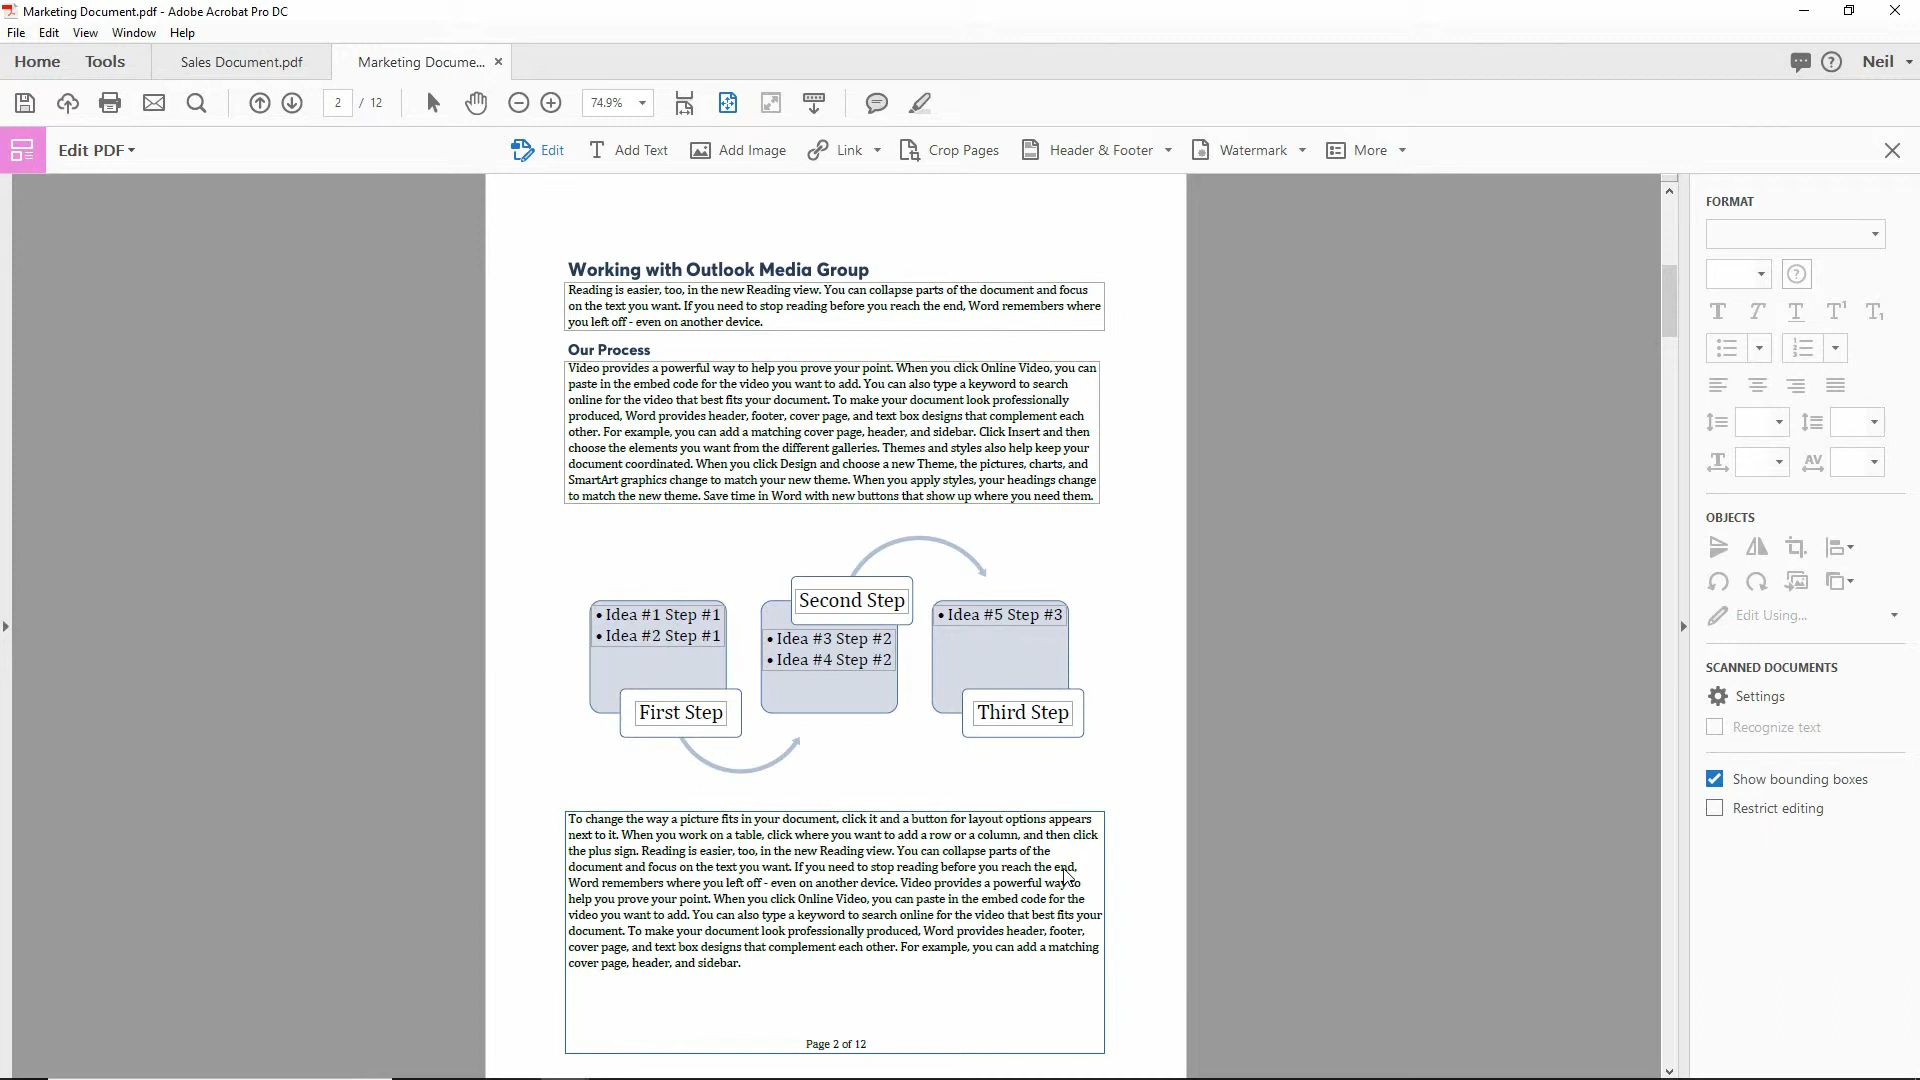 Marketing Document.pdf - Adobe Acrobat Pro DC
File Edit View Window Help
Home Tools Sales Document.pdf Marketing Docume... × Neil
2 / 12 74.9%
Edit PDF Edit Add Text Add Image Link Crop Pages Header & Footer Watermark More
Working with Outlook Media Group
Reading is easier, too, in the new Reading view. You can collapse parts of the document and focus
on the text you want. If you need to stop reading before you reach the end, Word remembers where
you left off - even on another device.
Our Process
Video provides a powerful way to help you prove your point. When you click Online Video, you can
paste in the embed code for the video you want to add. You can also type a keyword to search
online for the video that best fits your document. To make your document look professionally
produced, Word provides header, footer, cover page, and text box designs that complement each
other. For example, you can add a matching cover page, header, and sidebar. Click Insert and then
choose the elements you want from the different galleries. Themes and styles also help keep your
document coordinated. When you click Design and choose a new Theme, the pictures, charts, and
SmartArt graphics change to match your new theme. When you apply styles, your headings change
to match the new theme. Save time in Word with new buttons that show up where you need them.
• Idea #1 Step #1
• Idea #2 Step #1
First Step
Second Step
• Idea #3 Step #2
• Idea #4 Step #2
• Idea #5 Step #3
Third Step
To change the way a picture fits in your document, click it and a button for layout options appears
next to it. When you work on a table, click where you want to add a row or a column, and then click
the plus sign. Reading is easier, too, in the new Reading view. You can collapse parts of the
document and focus on the text you want. If you need to stop reading before you reach the end,
Word remembers where you left off - even on another device. Video provides a powerful way to
help you prove your point. When you click Online Video, you can paste in the embed code for the
video you want to add. You can also type a keyword to search online for the video that best fits your
document. To make your document look professionally produced, Word provides header, footer,
cover page, and text box designs that complement each other. For example, you can add a matching
cover page, header, and sidebar.
Page 2 of 12
FORMAT
OBJECTS
Edit Using...
SCANNED DOCUMENTS
Settings
Recognize text
Show bounding boxes
Restrict editing